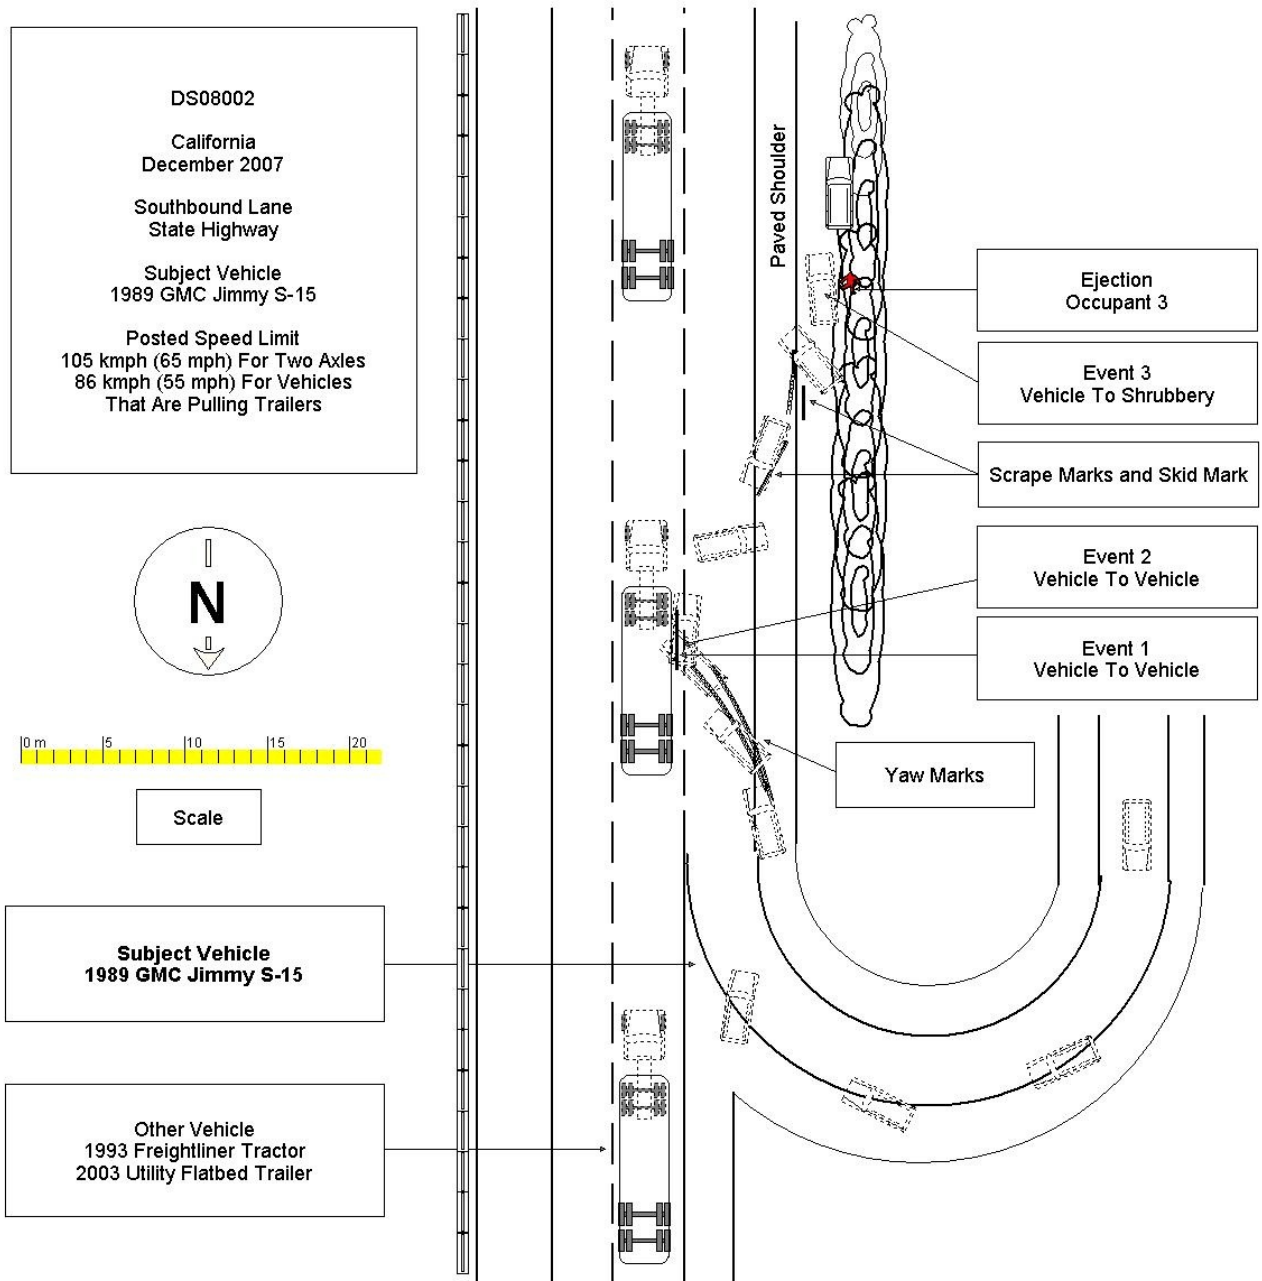 DS08002
California
December 2007
Southbound Lane
State Highway
Subject Vehicle
1989 GMC Jimmy S-15
Posted Speed Limit
105 kmph (65 mph) For Two Axles
86 kmph (55 mph) For Vehicles
That Are Pulling Trailers
Paved Shoulder
Ejection
Occupant 3
Event 3
Vehicle To Shrubbery
Scrape Marks and Skid Mark
Event 2
Vehicle To Vehicle
Event 1
Vehicle To Vehicle
Yaw Marks
N
0 m 5 10 15 20
Scale
Subject Vehicle
1989 GMC Jimmy S-15
Other Vehicle
1993 Freightliner Tractor
2003 Utility Flatbed Trailer